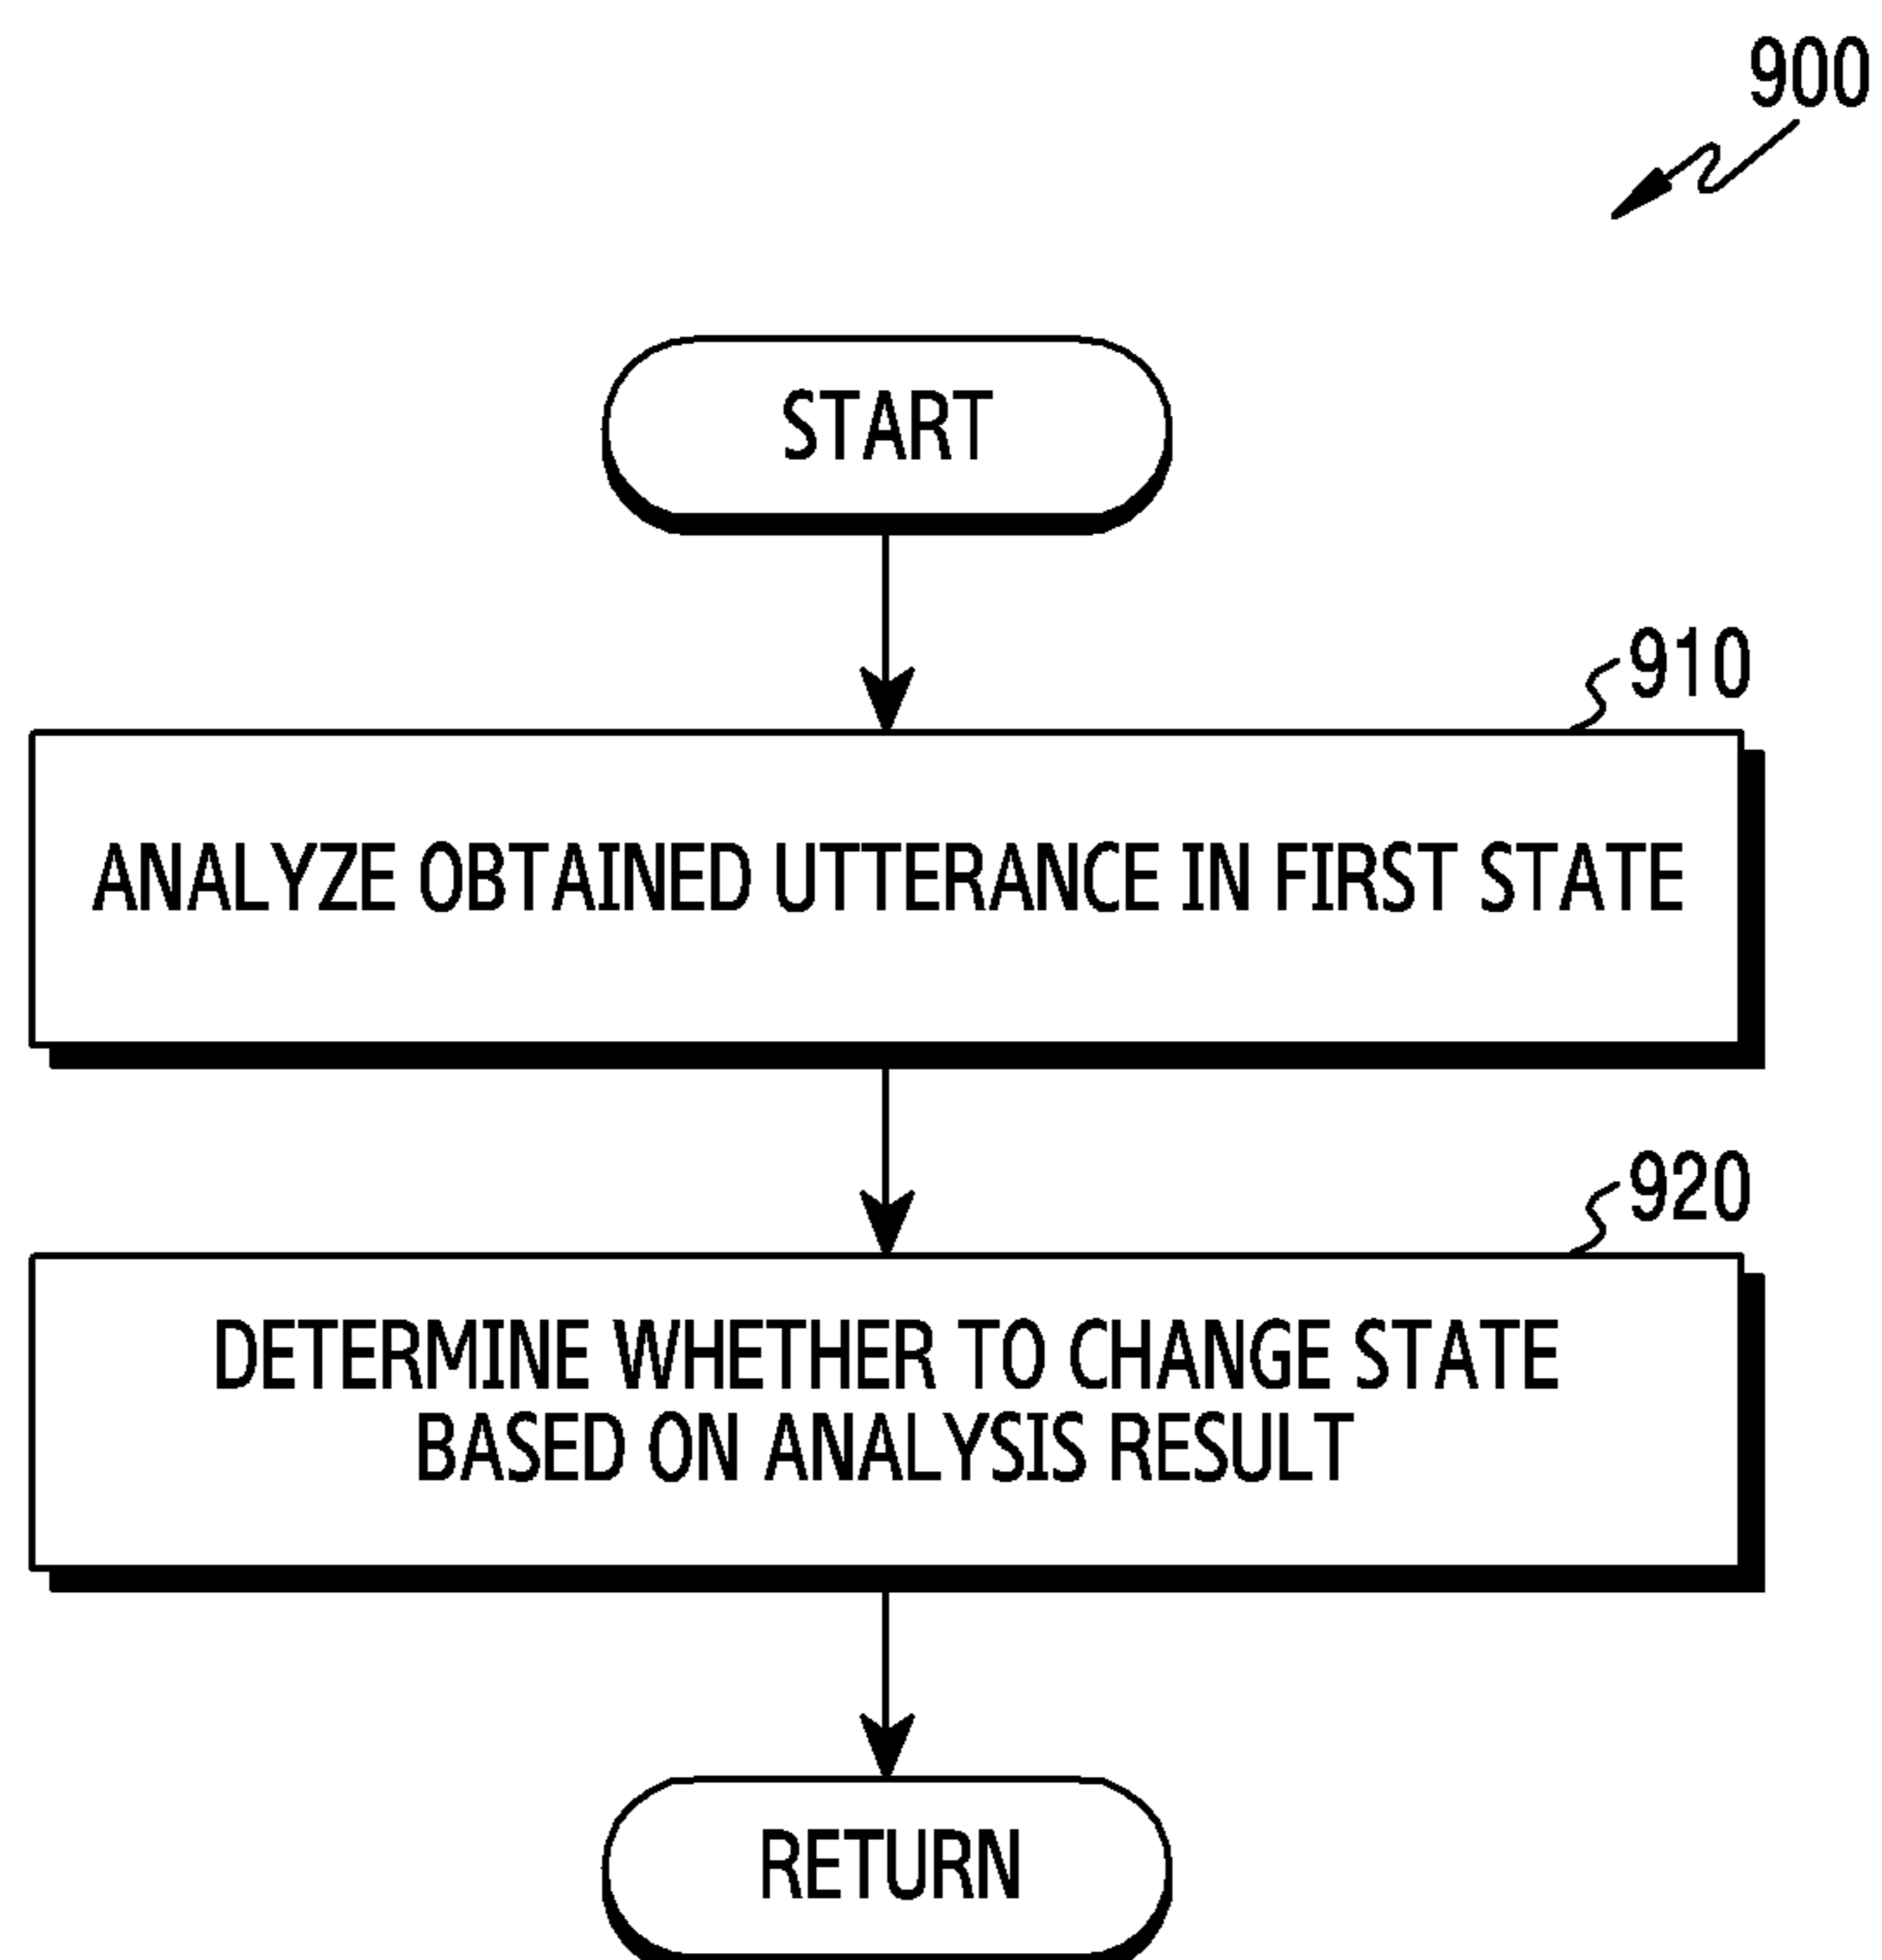 900
START
910
ANALYZE OBTAINED UTTERANCE IN FIRST STATE
920
DETERMINE WHETHER TO CHANGE STATE
BASED ON ANALYSIS RESULT
RETURN